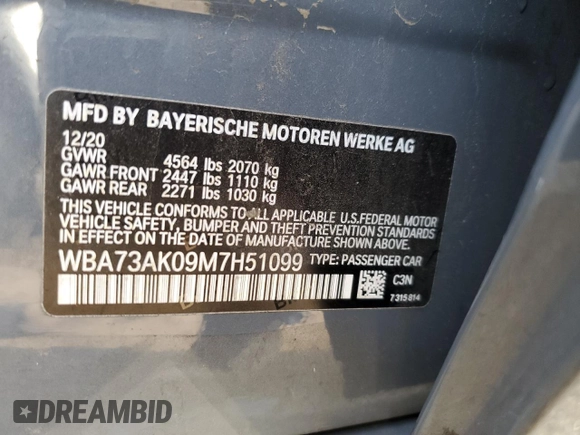 MFD BY BAYERISCHE MOTOREN WERKE AG
12/20
GVWR 4564 lbs 2070 kg
GAWR FRONT 2447 lbs 1110 kg
GAWR REAR 2271 lbs 1030 kg
THIS VEHICLE CONFORMS TO ALL APPLICABLE U.S.FEDERAL MOTOR
VEHICLE SAFETY, BUMPER AND THEFT PREVENTION STANDARDS
IN EFFECT ON THE DATE OF MANUFACTURE SHOWN ABOVE.
WBA73AK09M7H51099 TYPE: PASSENGER CAR
C3N
7 315 814
DREAMBID